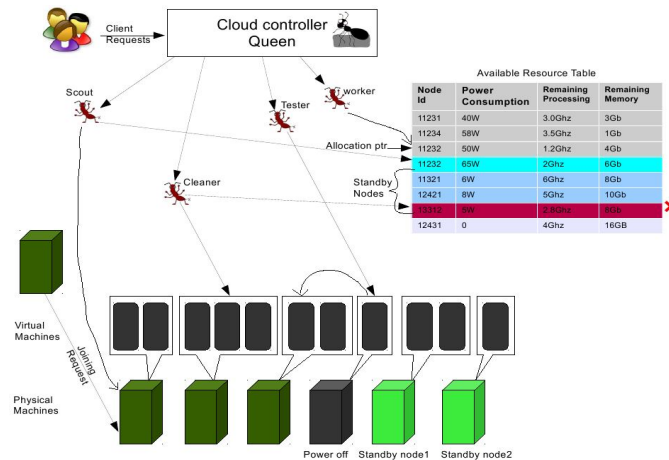 Client
Requests
Cloud controller
Queen
Scout
Tester
worker
Cleaner
Allocation ptr.
Standby
Nodes
Available Resource Table
Node Id Power Consumption Remaining Processing Remaining Memory
11231 40W 3.0Ghz 3Gb
11234 58W 3.5Ghz 1Gb
11232 50W 1.2Ghz 4Gb
11232 65W 2Ghz 6Gb
11321 6W 6Ghz 8Gb
12421 8W 5Ghz 10Gb
13312 5W 2.8Ghz 8Gb
12431 0 4Ghz 16GB
Virtual
Machines
Joining
Request
Physical
Machines
Power off Standby node1 Standby node2